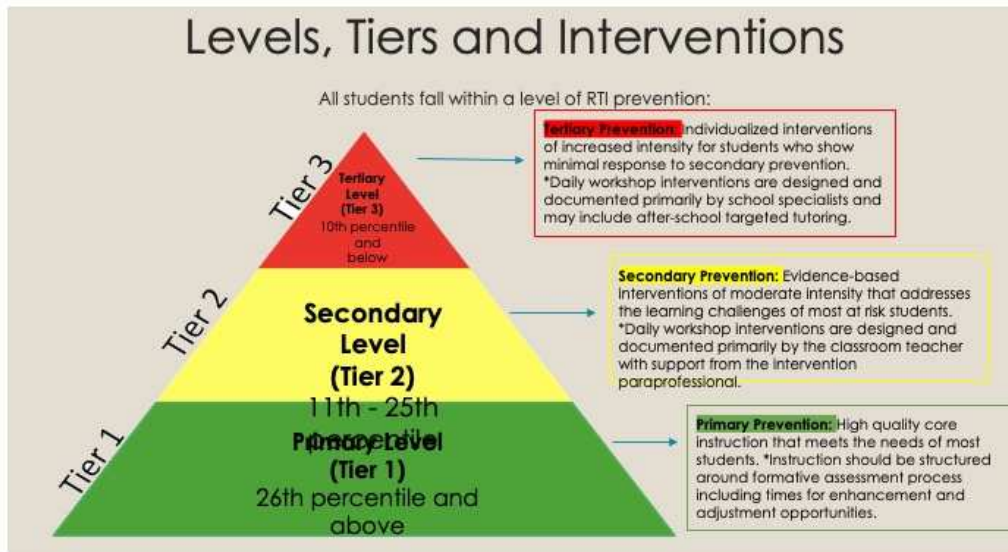 Levels, Tiers and Interventions
All students fall within a level of RTI prevention:
Tier 3
Tertiary
Level
(Tier 3)
10th percentile
and
below
Tertiary Prevention: Individualized interventions
of increased intensity for students who show
minimal response to secondary prevention.
*Daily workshop interventions are designed and
documented primarily by school specialists and
may include after-school targeted tutoring.
Tier 2
Secondary
Level
(Tier 2)
11th - 25th
percentile
Secondary Prevention: Evidence-based
interventions of moderate intensity that addresses
the learning challenges of most at risk students.
*Daily workshop interventions are designed and
documented primarily by the classroom teacher
with support from the intervention
paraprofessional.
Tier 1
Primary Level
(Tier 1)
26th percentile and
above
Primary Prevention: High quality core
instruction that meets the needs of most
students. *Instruction should be structured
around formative assessment process
including times for enhancement and
adjustment opportunities.